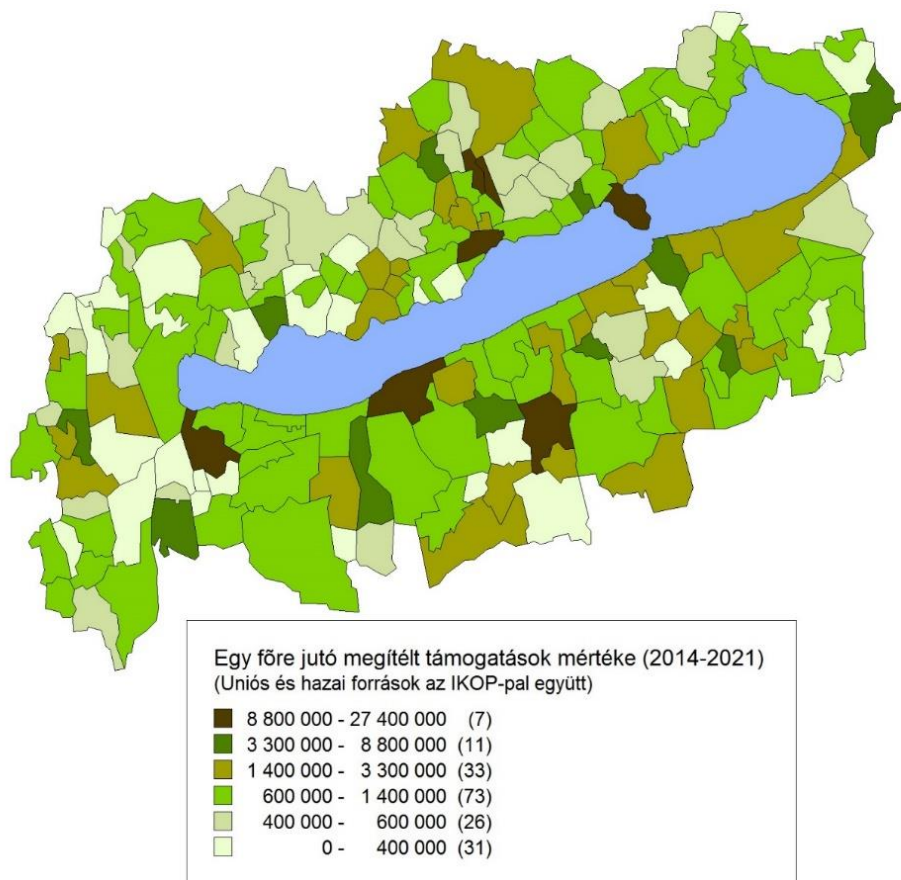 Egy főre jutó megítélt támogatások mértéke (2014-2021)
(Uniós és hazai források az IKOP-pal együtt)
8 800 000 - 27 400 000 (7)
3 300 000 - 8 800 000 (11)
1 400 000 - 3 300 000 (33)
600 000 - 1 400 000 (73)
400 000 - 600 000 (26)
0 - 400 000 (31)